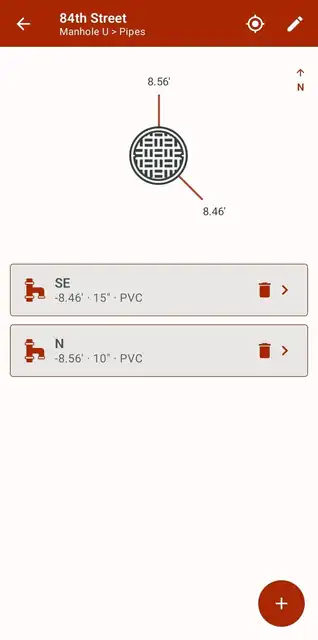 84th Street
Manhole U > Pipes
8.56'
N
8.46'
SE
-8.46' · 15" · PVC
N
-8.56' · 10" · PVC